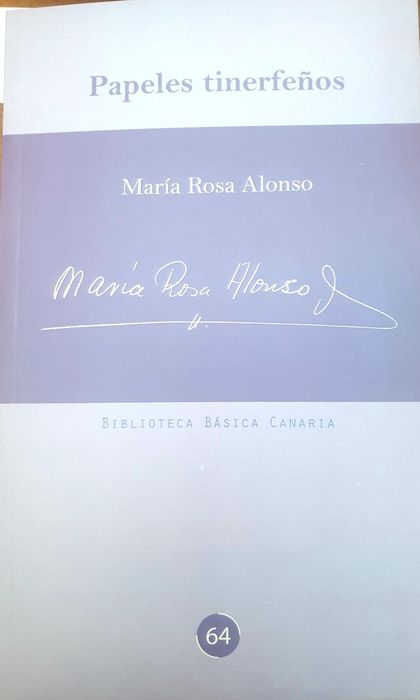 Papeles tinerfeños
María Rosa Alonso
María Rosa Alonso
BIBLIOTECA BÁSICA CANARIA
64